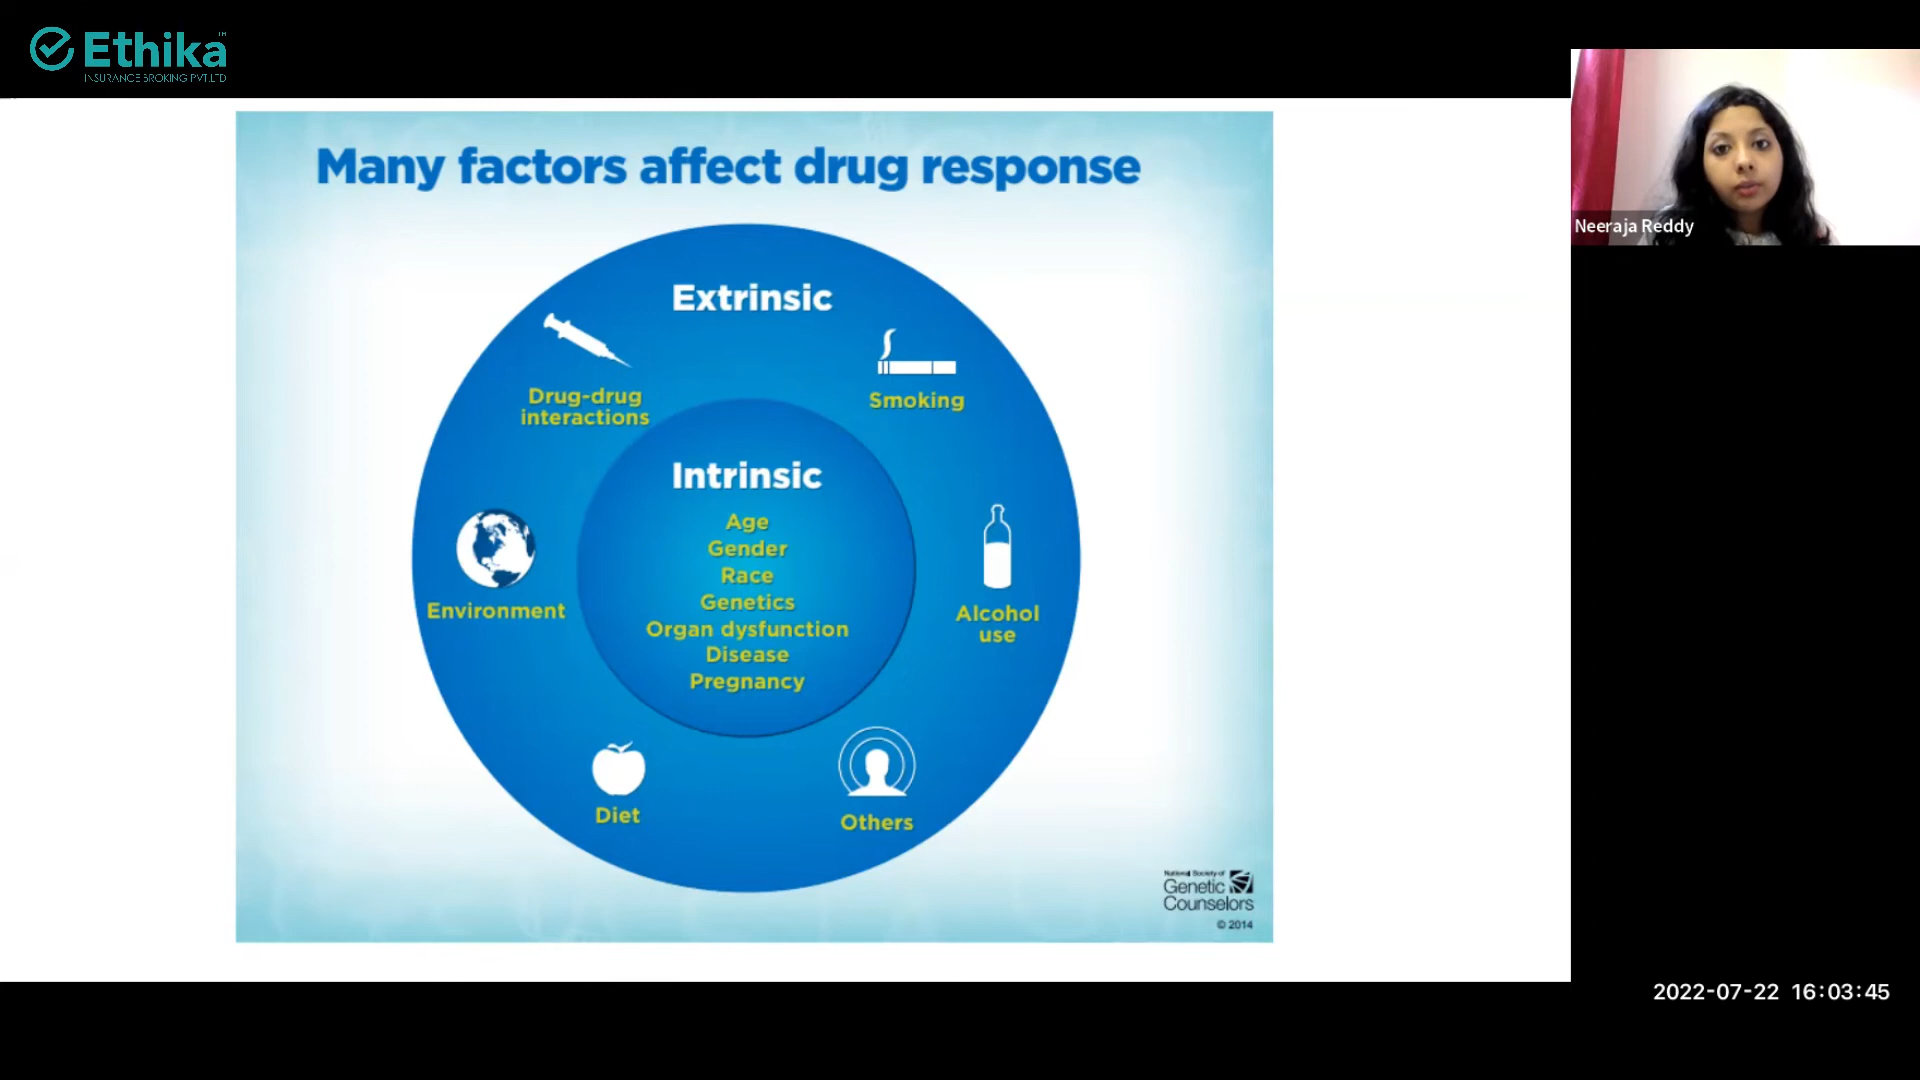 Ethika
TM
INSURANCE BROKING PVT.LTD
Many factors affect drug response
Extrinsic
Drug-drug
interactions
Smoking
Intrinsic
Age
Gender
Race
Genetics
Organ dysfunction
Disease
Pregnancy
Environment
Alcohol
use
Diet
Others
National Society of
Genetic
Counselors
© 2014
Neeraja Reddy
2022-07-22 16:03:45